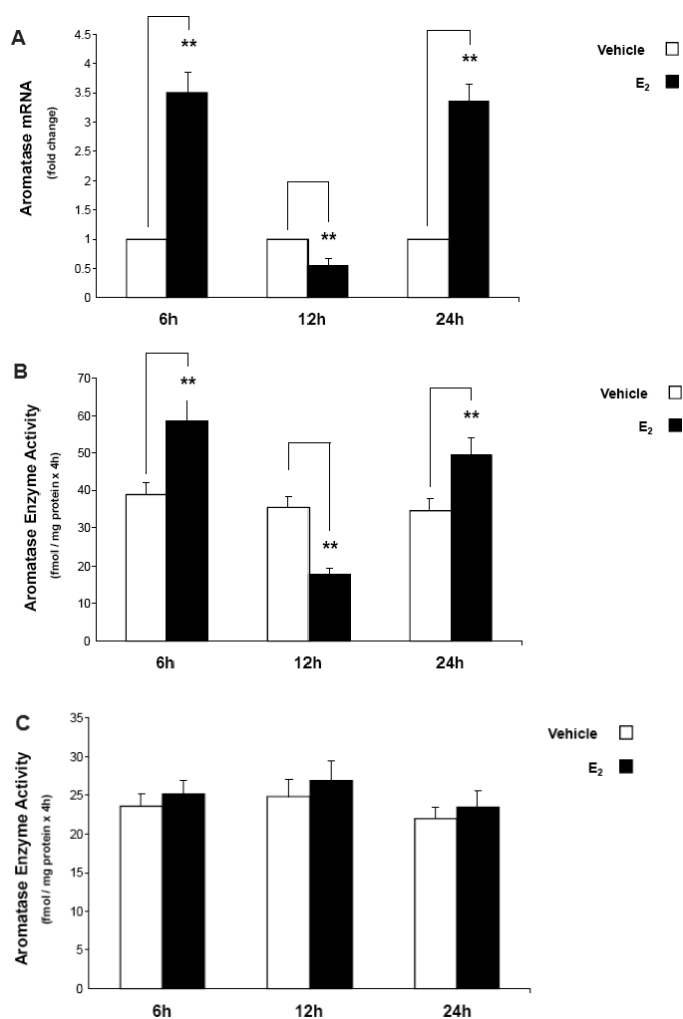 A
Aromatase mRNA
(fold change)
4.5
4
3.5
3
2.5
2
1.5
1
0.5
0
**
**
**
6h
12h
24h
Vehicle
E₂
B
Aromatase Enzyme Activity
(fmol / mg protein x 4h)
70
60
50
40
30
20
10
0
**
**
**
6h
12h
24h
Vehicle
E₂
C
Aromatase Enzyme Activity
(fmol / mg protein x 4h)
35
30
25
20
15
10
5
0
6h
12h
24h
Vehicle
E₂